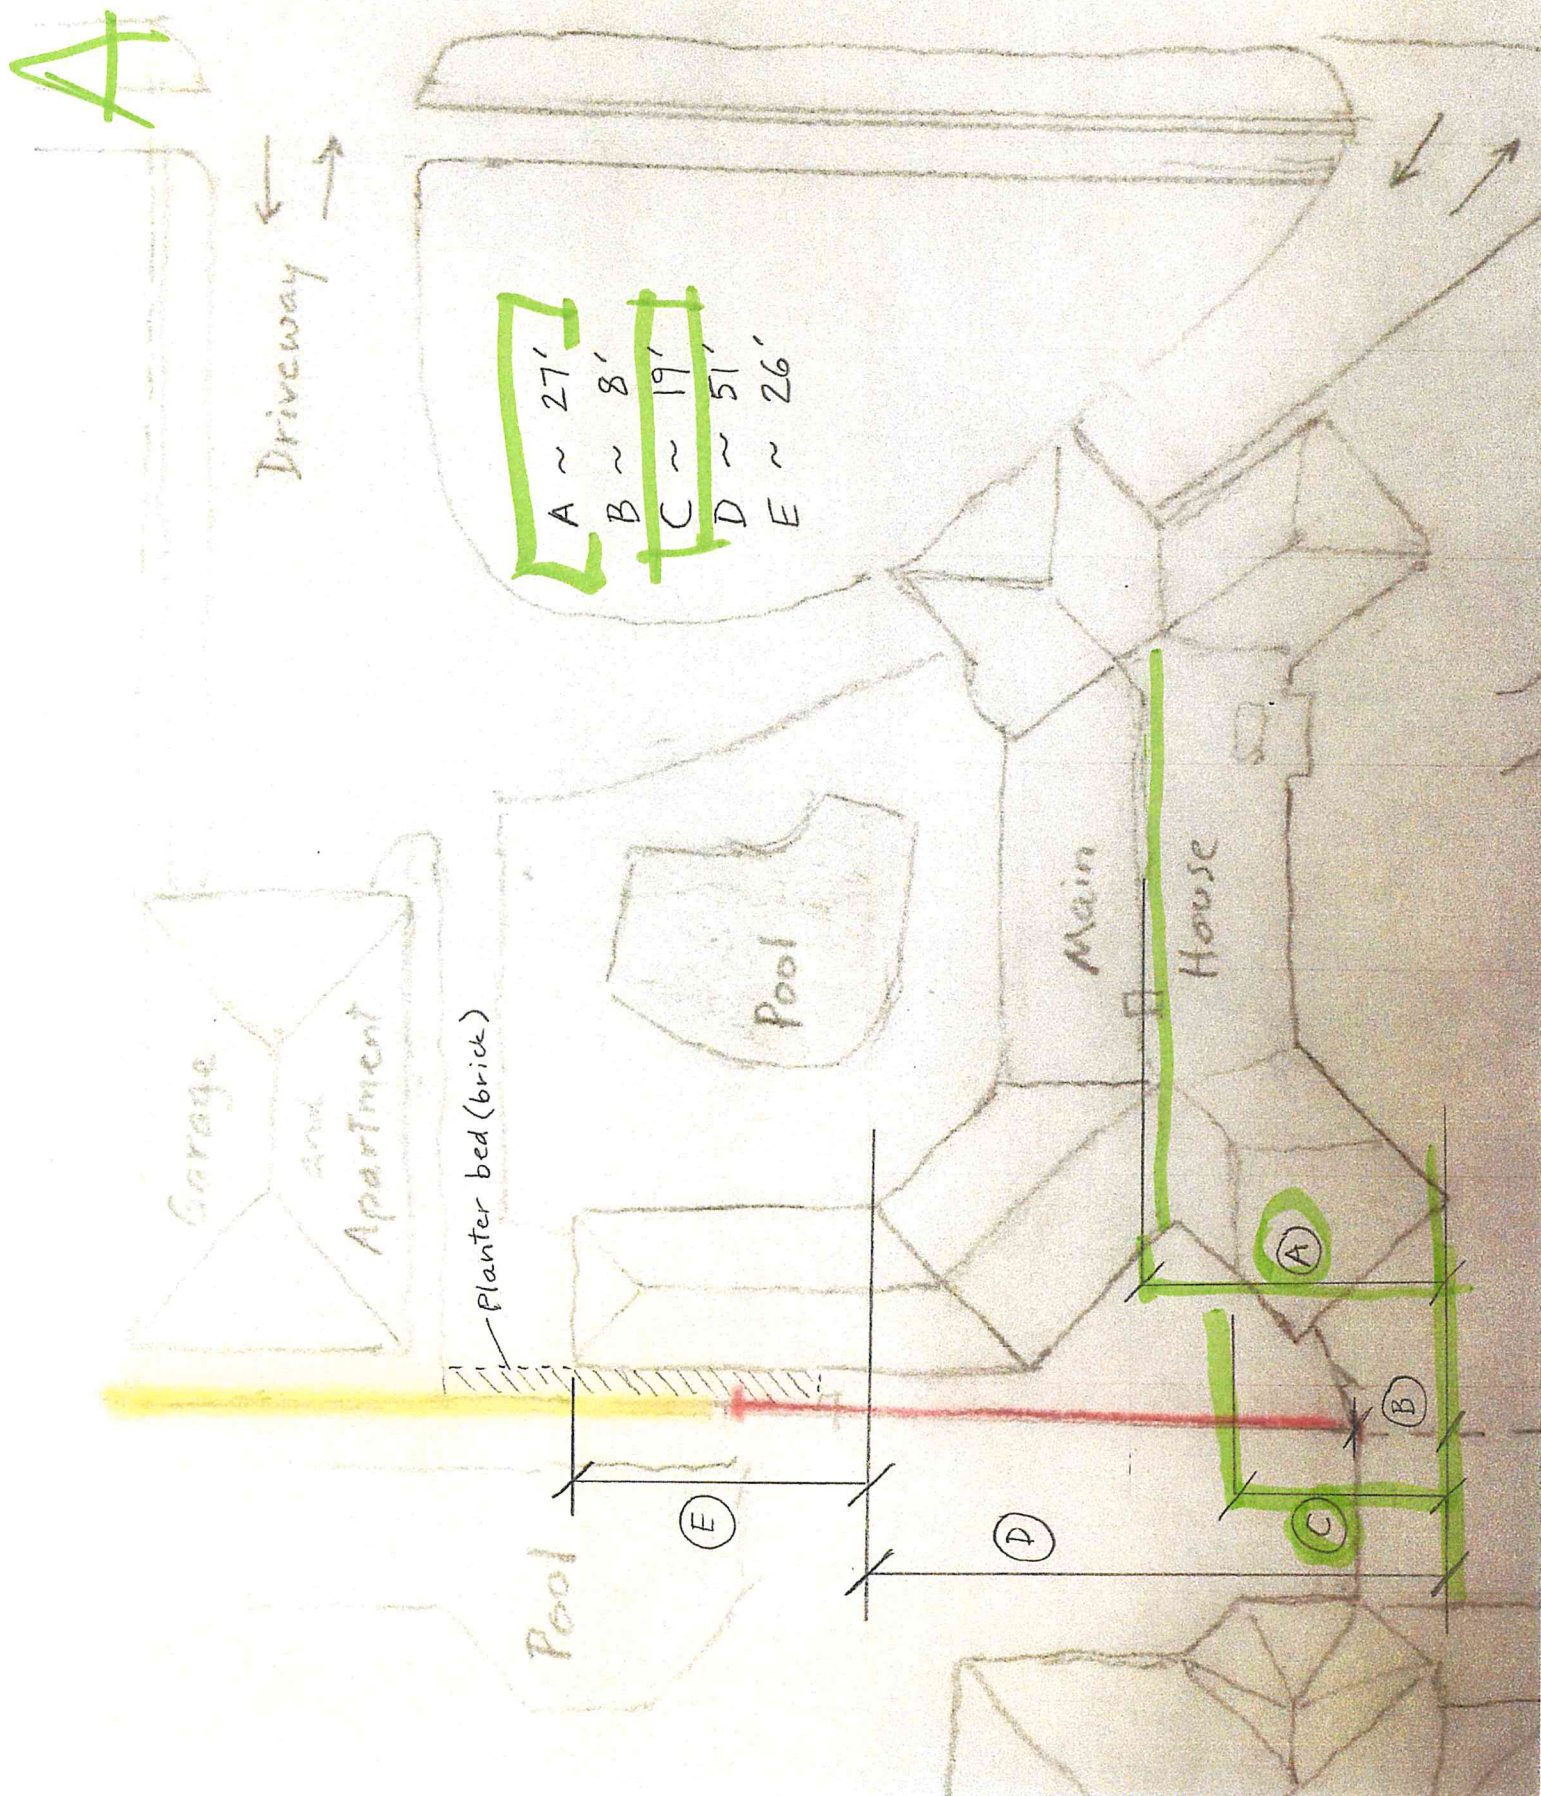 A
Driveway
A ~ 27'
B ~ 8'
C ~ 19'
D ~ 51'
E ~ 26'
Garage
and
Apartment
Planter bed (brick)
Pool
Main
House
Pool
A
B
C
D
E